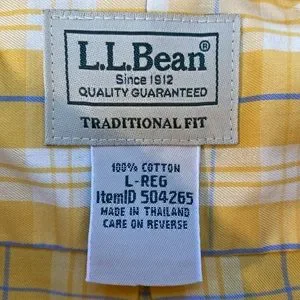 L.L.Bean®
Since 1912
QUALITY GUARANTEED
TRADITIONAL FIT
100% COTTON
L-REG
ItemID 504265
MADE IN THAILAND
CARE ON REVERSE